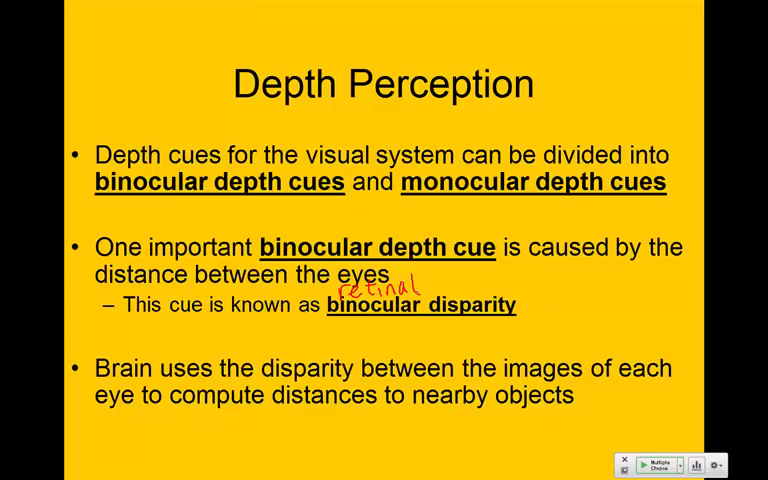 Depth Perception
• Depth cues for the visual system can be divided into
binocular depth cues and monocular depth cues
• One important binocular depth cue is caused by the
distance between the eyes
retinal
– This cue is known as binocular disparity
• Brain uses the disparity between the images of each
eye to compute distances to nearby objects
Multiple
Choice